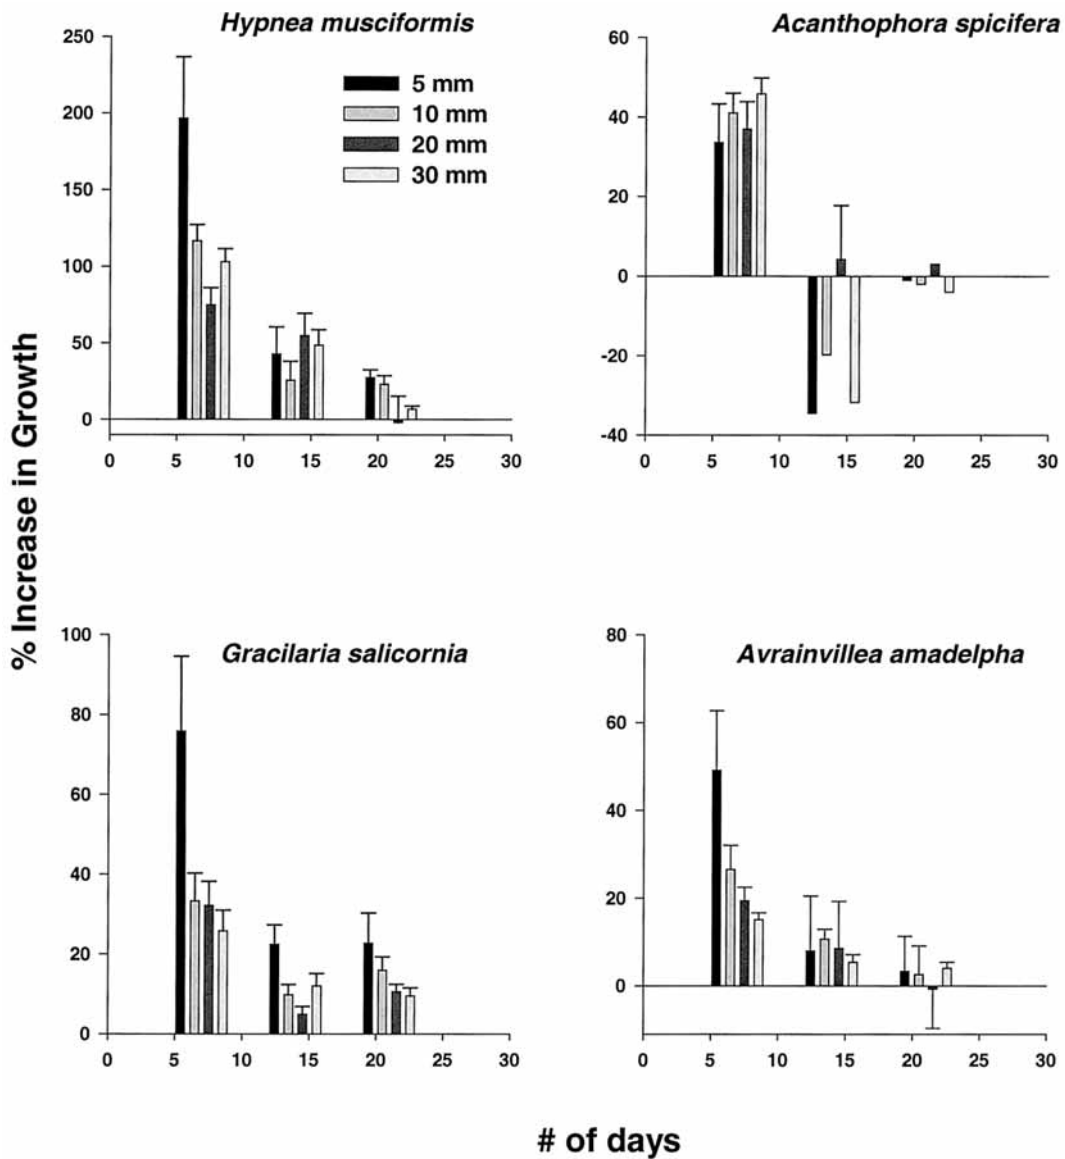 Hypnea musciformis
250
200
150
100
50
0
5 mm
10 mm
20 mm
30 mm
0 5 10 15 20 25 30
Acanthophora spicifera
60
40
20
0
-20
-40
0 5 10 15 20 25 30
% Increase in Growth
Gracilaria salicornia
100
80
60
40
20
0
0 5 10 15 20 25 30
Avrainvillea amadelpha
80
60
40
20
0
0 5 10 15 20 25 30
# of days